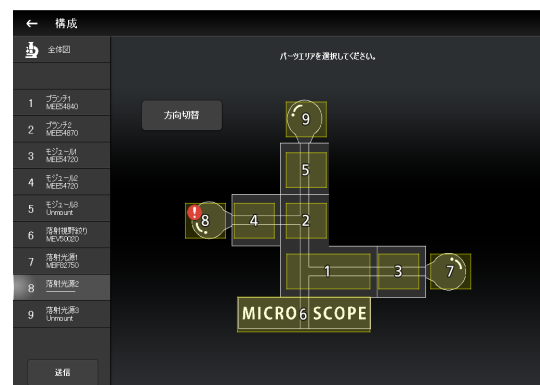 ← 構成
全体図
パーツエリアを選択してください。
1 ブランチ1
MEE54840
2 ブランチ2
MEE54870
3 モジュール1
MEE54720
4 モジュール2
MEE54720
5 モジュール3
Unmount
6 落射視野絞り
MEV50020
7 落射光源1
MBF82750
8 落射光源2
9 落射光源3
Unmount
送信
方向切替
9
5
8
4
2
1
3
7
MICRO6 SCOPE